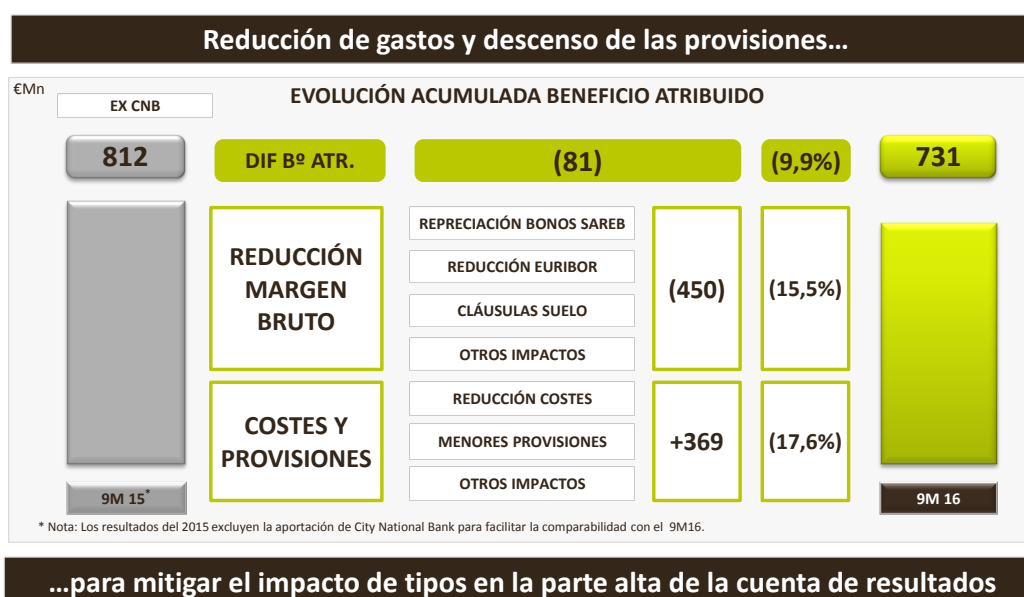 Reducción de gastos y descenso de las provisiones…
€Mn
EX CNB
EVOLUCIÓN ACUMULADA BENEFICIO ATRIBUIDO
812
DIF Bº ATR.
(81)
(9,9%)
731
REDUCCIÓN
MARGEN
BRUTO
REPRECIACIÓN BONOS SAREB
REDUCCIÓN EURIBOR
CLÁUSULAS SUELO
OTROS IMPACTOS
(450)
(15,5%)
COSTES Y
PROVISIONES
REDUCCIÓN COSTES
MENORES PROVISIONES
OTROS IMPACTOS
+369
(17,6%)
9M 15*
9M 16
* Nota: Los resultados del 2015 excluyen la aportación de City National Bank para facilitar la comparabilidad con el 9M16.
…para mitigar el impacto de tipos en la parte alta de la cuenta de resultados